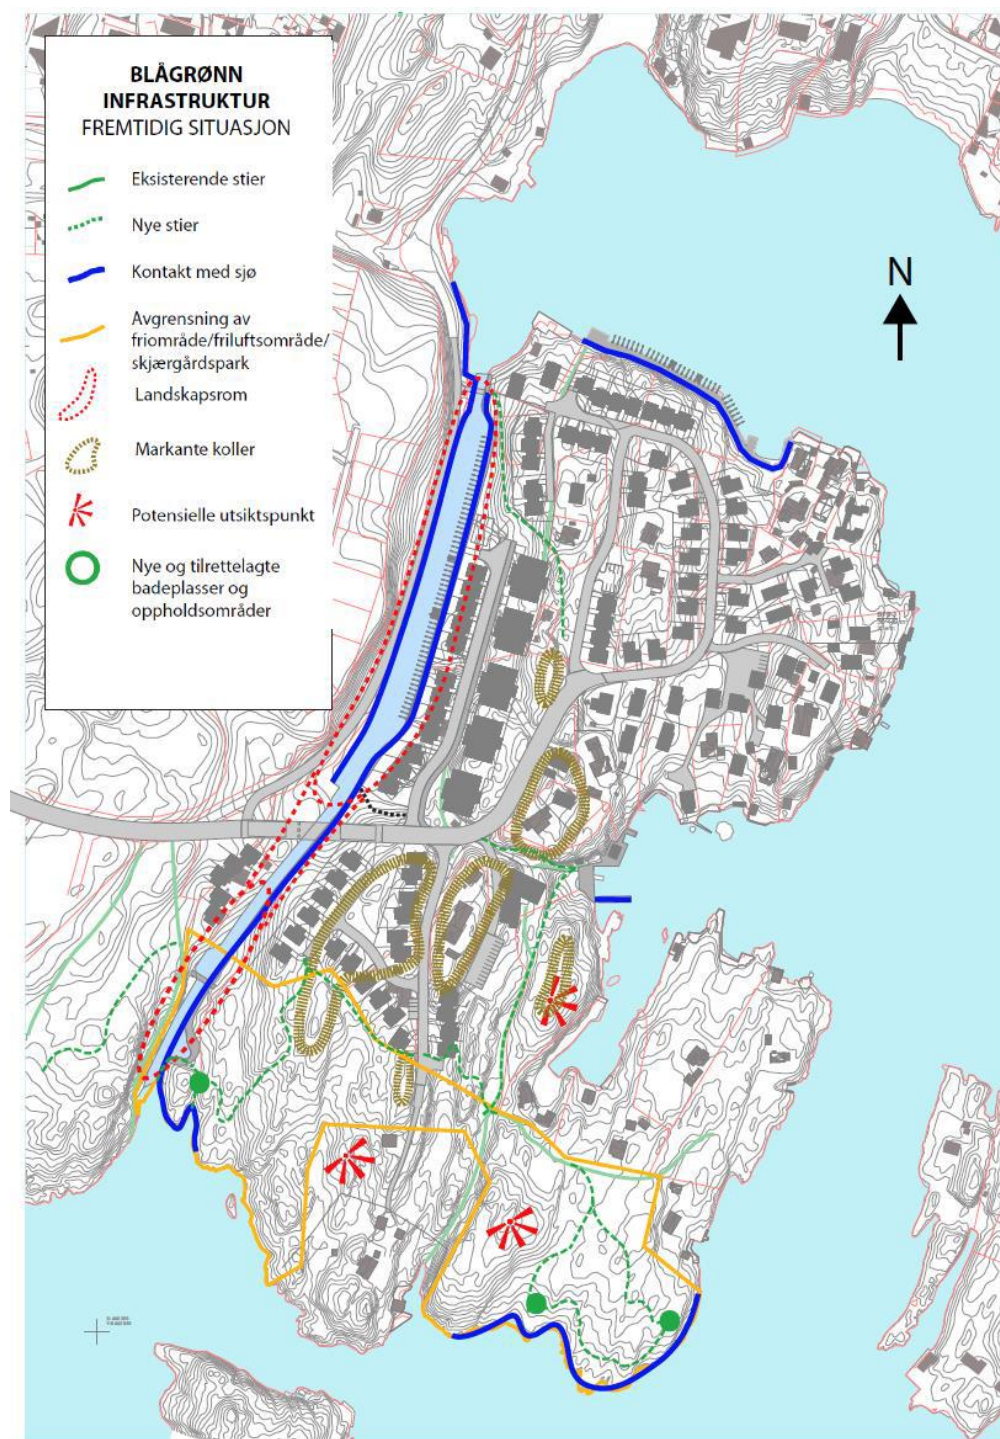 BLÅGRØNN
INFRASTRUKTUR
FREMTIDIG SITUASJON
Eksisterende stier
Nye stier
Kontakt med sjø
Avgrensning av
friområde/friluftsområde/
skjærgårdspark
Landskapsrom
Markante koller
Potensielle utsiktspunkt
Nye og tilrettelagte
badeplasser og
oppholdsområder
N